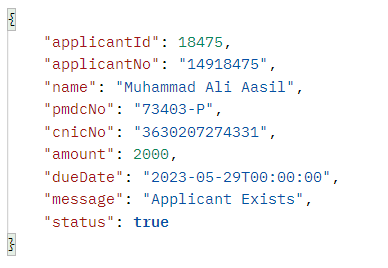 {
"applicantId": 18475,
"applicantNo": "14918475",
"name": "Muhammad Ali Aasil",
"pmdcNo": "73403-P",
"cnicNo": "3630207274331",
"amount": 2000,
"dueDate": "2023-05-29T00:00:00",
"message": "Applicant Exists",
"status": true
}